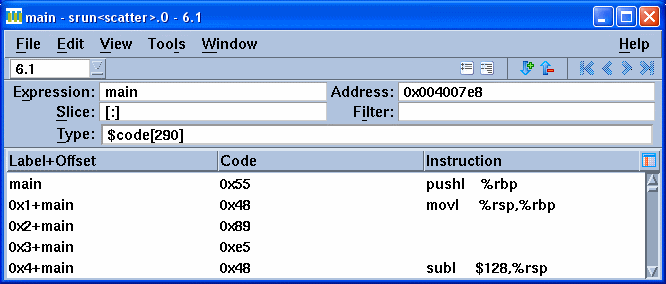 main - srun<scatter>.0 - 6.1
File Edit View Tools Window Help
6.1
Expression: main Address: 0x004007e8
Slice: [:] Filter:
Type: $code[290]
Label+Offset Code Instruction
main 0x55 pushl %rbp
0x1+main 0x48 movl %rsp,%rbp
0x2+main 0x89
0x3+main 0xe5
0x4+main 0x48 subl $128,%rsp